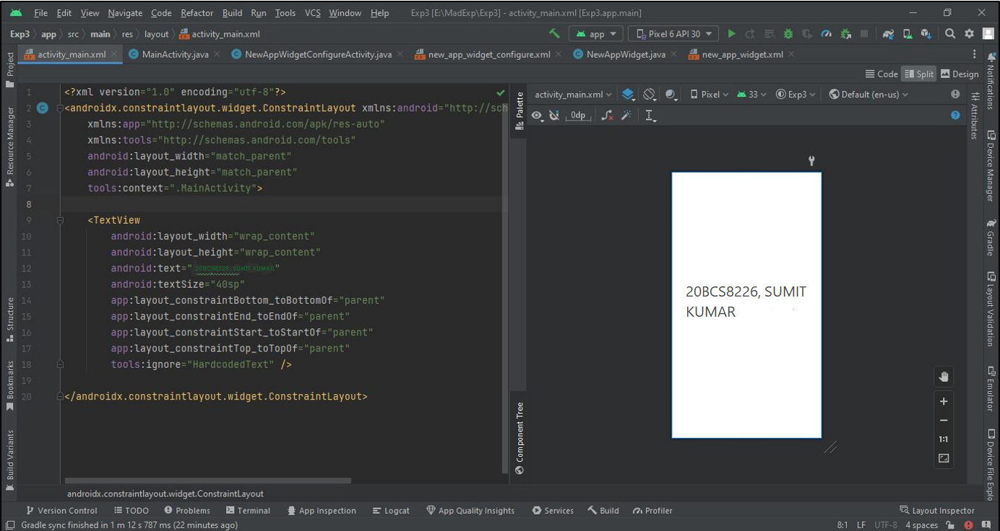 File Edit View Navigate Code Refactor Build Run Tools VCS Window Help Exp3 [E:\MadExp\Exp3] - activity_main.xml [Exp3.app.main]
Exp3 app src main res layout activity_main.xml app Pixel 6 API 30
activity_main.xml MainActivity.java NewAppWidgetConfigureActivity.java new_app_widget_configure.xml NewAppWidget.java new_app_widget.xml
Code Split Design
Project
Resource Manager
Structure
Bookmarks
Build Variants
1 <?xml version="1.0" encoding="utf-8"?>
2 <androidx.constraintlayout.widget.ConstraintLayout xmlns:android="http://sch
3 xmlns:app="http://schemas.android.com/apk/res-auto"
4 xmlns:tools="http://schemas.android.com/tools"
5 android:layout_width="match_parent"
6 android:layout_height="match_parent"
7 tools:context=".MainActivity">
8
9 <TextView
10 android:layout_width="wrap_content"
11 android:layout_height="wrap_content"
12 android:text="20BCS8226, SUMIT KUMAR"
13 android:textSize="40sp"
14 app:layout_constraintBottom_toBottomOf="parent"
15 app:layout_constraintEnd_toEndOf="parent"
16 app:layout_constraintStart_toStartOf="parent"
17 app:layout_constraintTop_toTopOf="parent"
18 tools:ignore="HardcodedText" />
19
20 </androidx.constraintlayout.widget.ConstraintLayout>
androidx.constraintlayout.widget.ConstraintLayout
Palette
Component Tree
activity_main.xml Pixel 33 Exp3 Default (en-us)
0dp
20BCS8226, SUMIT
KUMAR
1:1
Notifications
Attributes
Device Manager
Gradle
Layout Validation
Emulator
Device File Explo
Version Control TODO Problems Terminal App Inspection Logcat App Quality Insights Services Build Profiler Layout Inspector
Gradle sync finished in 1 m 12 s 787 ms (22 minutes ago) 8:1 LF UTF-8 4 spaces